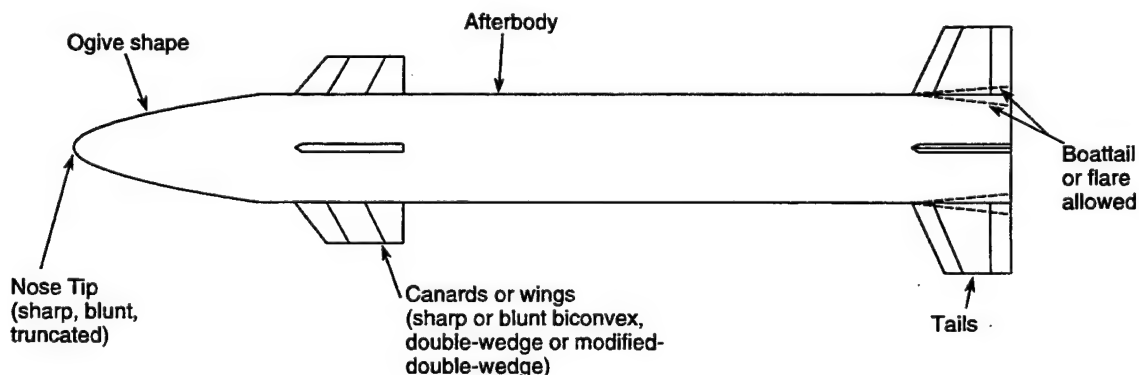 Ogive shape
Afterbody
Boattail
or flare
allowed
Nose Tip
(sharp, blunt,
truncated)
Canards or wings
(sharp or blunt biconvex,
double-wedge or modified-
double-wedge)
Tails